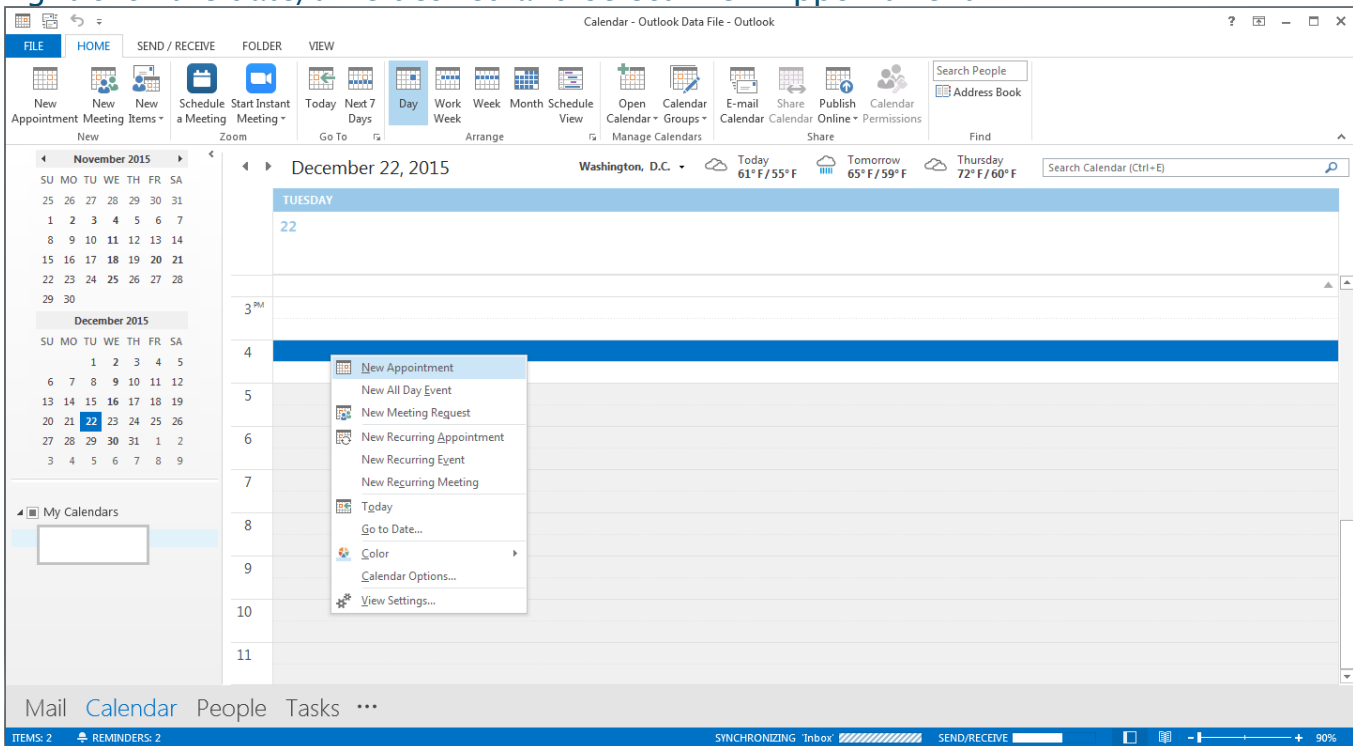 Calendar - Outlook Data File - Outlook
FILE HOME SEND / RECEIVE FOLDER VIEW
New Appointment
New Meeting
New Items
New
Schedule a Meeting
Start Instant Meeting
Zoom
Today
Next 7 Days
Go To
Day
Work Week
Week
Month
Schedule View
Arrange
Open Calendar
Calendar Groups
Manage Calendars
E-mail Calendar
Share Calendar
Publish Online
Calendar Permissions
Share
Search People
Address Book
Find
November 2015
SU MO TU WE TH FR SA
25 26 27 28 29 30 31
1 2 3 4 5 6 7
8 9 10 11 12 13 14
15 16 17 18 19 20 21
22 23 24 25 26 27 28
29 30
December 2015
SU MO TU WE TH FR SA
1 2 3 4 5
6 7 8 9 10 11 12
13 14 15 16 17 18 19
20 21 22 23 24 25 26
27 28 29 30 31 1 2
3 4 5 6 7 8 9
My Calendars
December 22, 2015
Washington, D.C.
Today
61° F / 55° F
Tomorrow
65° F / 59° F
Thursday
72° F / 60° F
Search Calendar (Ctrl+E)
TUESDAY
22
3 PM
4
5
6
7
8
9
10
11
New Appointment
New All Day Event
New Meeting Request
New Recurring Appointment
New Recurring Event
New Recurring Meeting
Today
Go to Date...
Color
Calendar Options...
View Settings...
Mail Calendar People Tasks ···
ITEMS: 2 REMINDERS: 2 SYNCHRONIZING 'Inbox' SEND/RECEIVE 90%